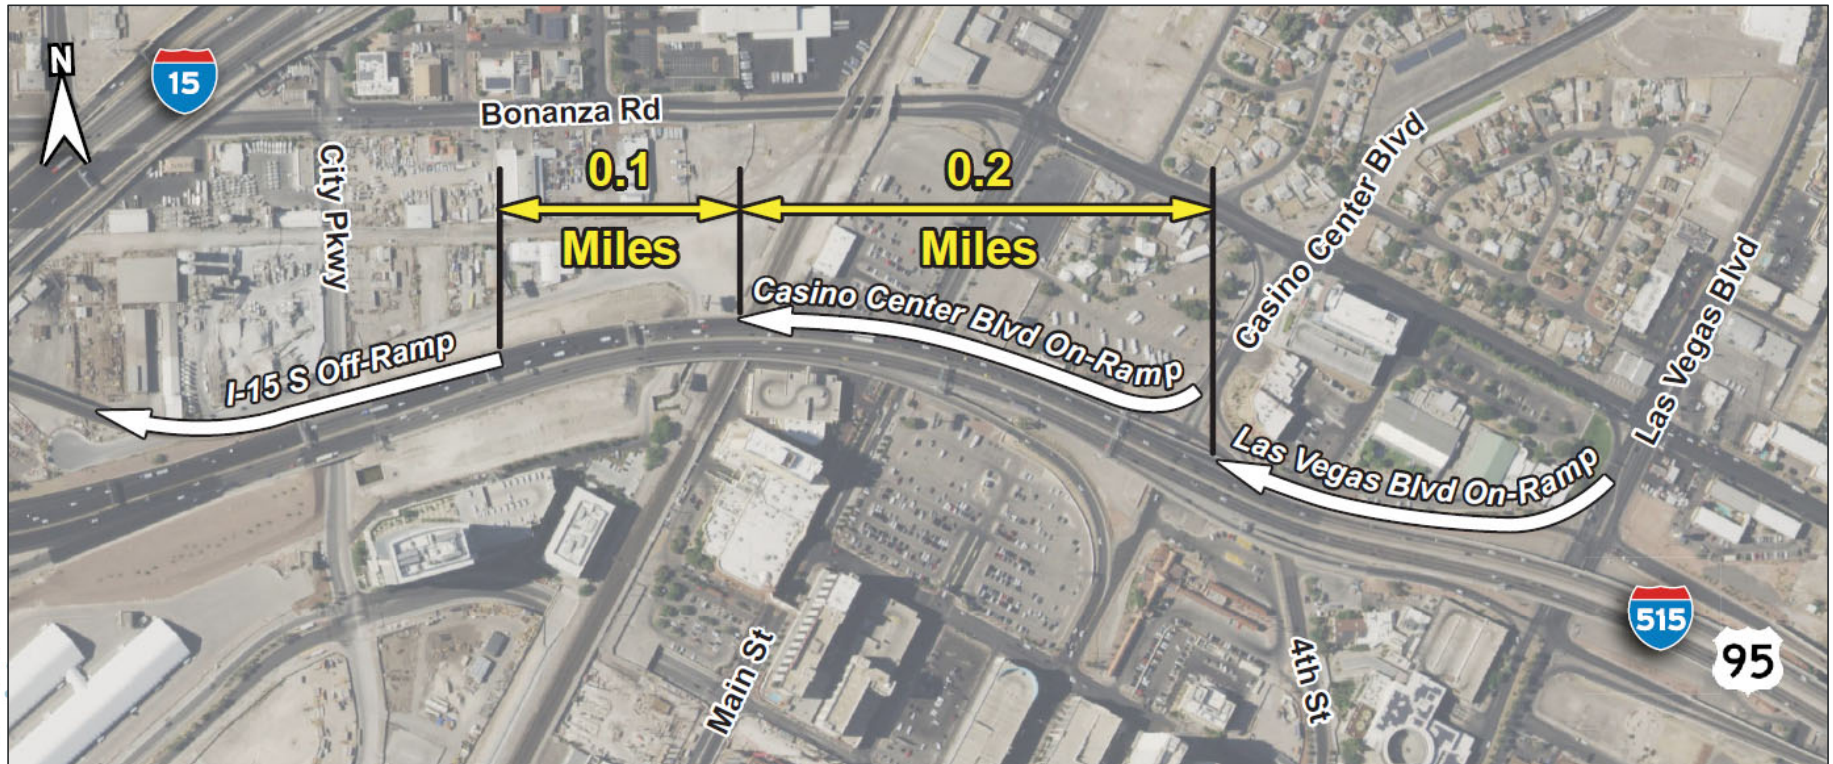 N
15
Bonanza Rd
City Pkwy
0.1
Miles
0.2
Miles
Casino Center Blvd
Las Vegas Blvd
Casino Center Blvd On-Ramp
I-15 S Off-Ramp
Las Vegas Blvd On-Ramp
515
95
Main St
4th St